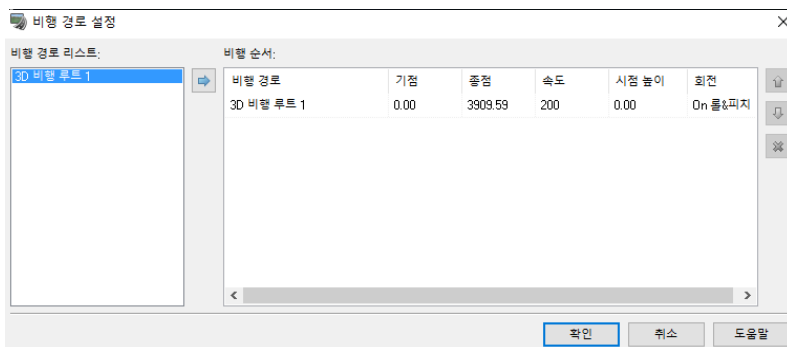 비행 경로 설정
비행 경로 리스트:
비행 순서:
3D 비행 루트 1
비행 경로 기점 종점 속도 시점 높이 회전
3D 비행 루트 1 0.00 3909.59 200 0.00 On 롤&피치
확인 취소 도움말